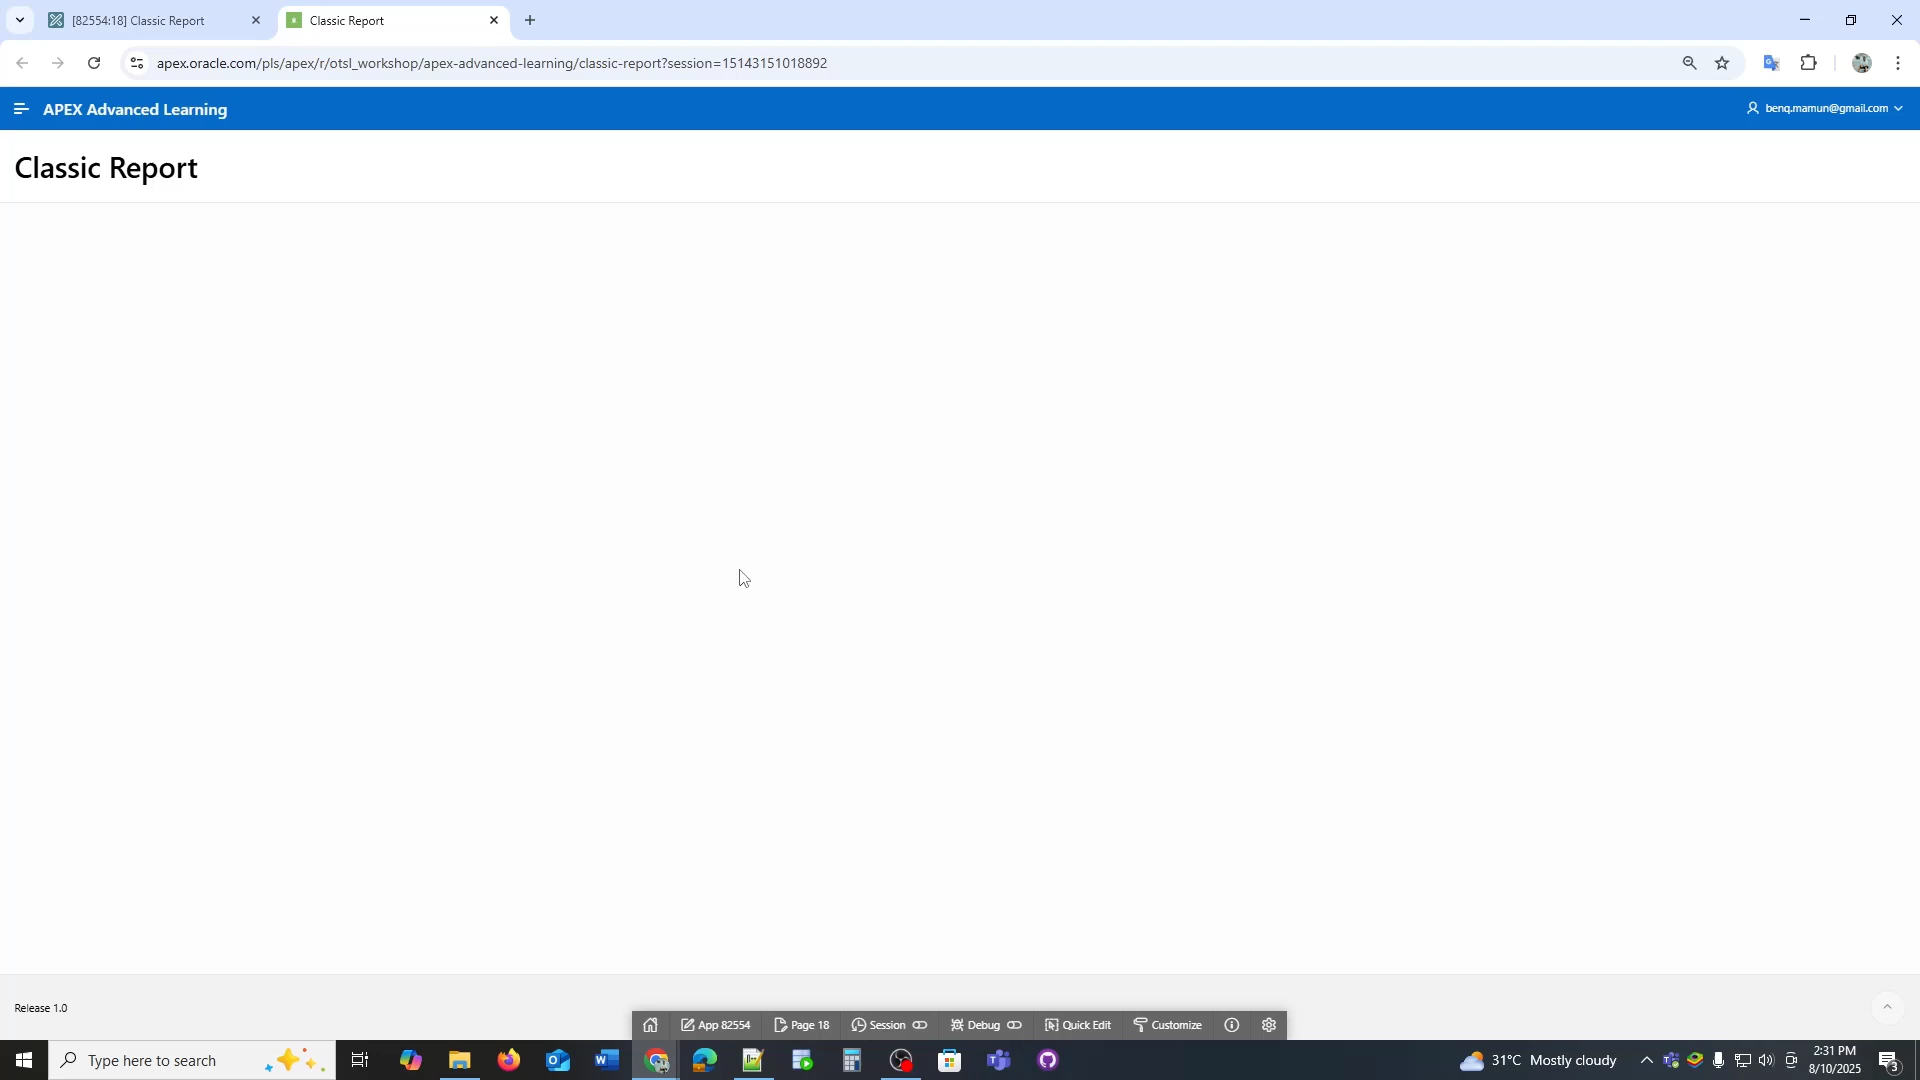 [82554:18] Classic Report
Classic Report
apex.oracle.com/pls/apex/r/otsl_workshop/apex-advanced-learning/classic-report?session=15143151018892
APEX Advanced Learning
benq.mamun@gmail.com
Classic Report
Release 1.0
App 82554
Page 18
Session
Debug
Quick Edit
Customize
Type here to search
31°C Mostly cloudy
2:31 PM
8/10/2025
3